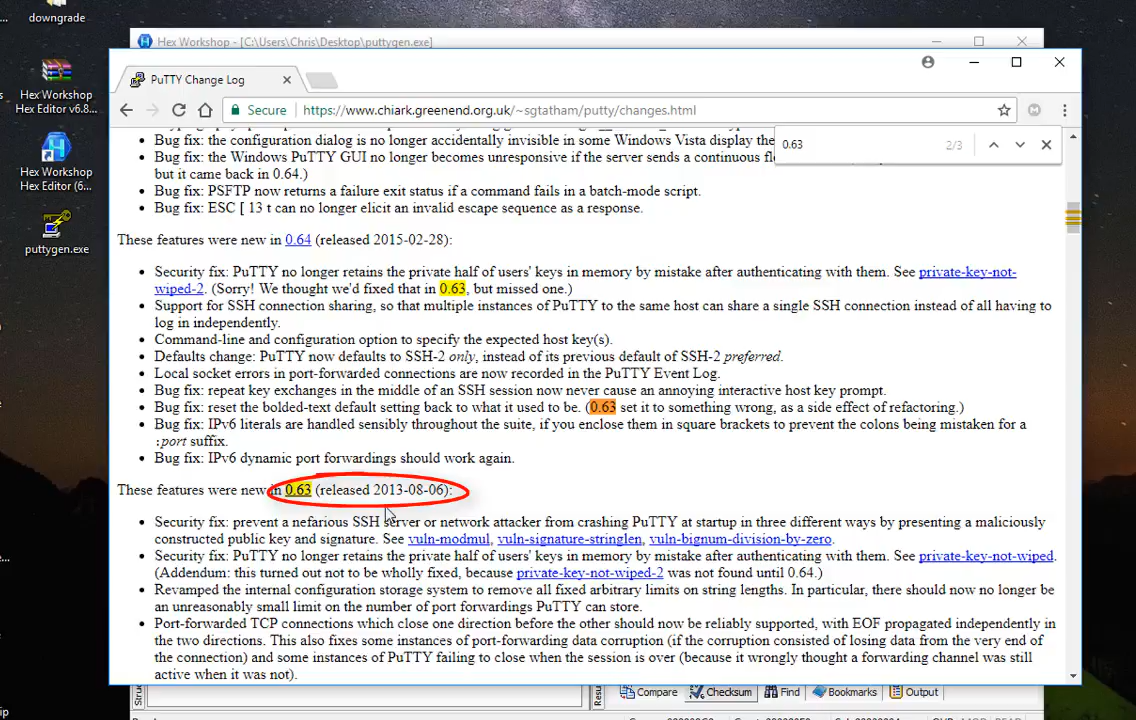 downgrade
Hex Workshop - [C:\Users\Chris\Desktop\puttygen.exe]
Hex Workshop
Hex Editor v6.8...
Hex Workshop
Hex Editor (6...
puttygen.exe
PuTTY Change Log
Secure https://www.chiark.greenend.org.uk/~sgtatham/putty/changes.html
0.63 2/3
Bug fix: the configuration dialog is no longer accidentally invisible in some Windows Vista display the
Bug fix: the Windows PuTTY GUI no longer becomes unresponsive if the server sends a continuous fl
but it came back in 0.64.)
Bug fix: PSFTP now returns a failure exit status if a command fails in a batch-mode script.
Bug fix: ESC [ 13 t can no longer elicit an invalid escape sequence as a response.
These features were new in 0.64 (released 2015-02-28):
Security fix: PuTTY no longer retains the private half of users' keys in memory by mistake after authenticating with them. See private-key-not-
wiped-2. (Sorry! We thought we'd fixed that in 0.63, but missed one.)
Support for SSH connection sharing, so that multiple instances of PuTTY to the same host can share a single SSH connection instead of all having to
log in independently.
Command-line and configuration option to specify the expected host key(s).
Defaults change: PuTTY now defaults to SSH-2 only, instead of its previous default of SSH-2 preferred.
Local socket errors in port-forwarded connections are now recorded in the PuTTY Event Log.
Bug fix: repeat key exchanges in the middle of an SSH session now never cause an annoying interactive host key prompt.
Bug fix: reset the bolded-text default setting back to what it used to be. (0.63 set it to something wrong, as a side effect of refactoring.)
Bug fix: IPv6 literals are handled sensibly throughout the suite, if you enclose them in square brackets to prevent the colons being mistaken for a
:port suffix.
Bug fix: IPv6 dynamic port forwardings should work again.
These features were new in 0.63 (released 2013-08-06):
Security fix: prevent a nefarious SSH server or network attacker from crashing PuTTY at startup in three different ways by presenting a maliciously
constructed public key and signature. See vuln-modmul, vuln-signature-stringlen, vuln-bignum-division-by-zero.
Security fix: PuTTY no longer retains the private half of users' keys in memory by mistake after authenticating with them. See private-key-not-wiped.
(Addendum: this turned out not to be wholly fixed, because private-key-not-wiped-2 was not found until 0.64.)
Revamped the internal configuration storage system to remove all fixed arbitrary limits on string lengths. In particular, there should now no longer be
an unreasonably small limit on the number of port forwardings PuTTY can store.
Port-forwarded TCP connections which close one direction before the other should now be reliably supported, with EOF propagated independently in
the two directions. This also fixes some instances of port-forwarding data corruption (if the corruption consisted of losing data from the very end of
the connection) and some instances of PuTTY failing to close when the session is over (because it wrongly thought a forwarding channel was still
active when it was not).
Compare Checksum Find Bookmarks Output